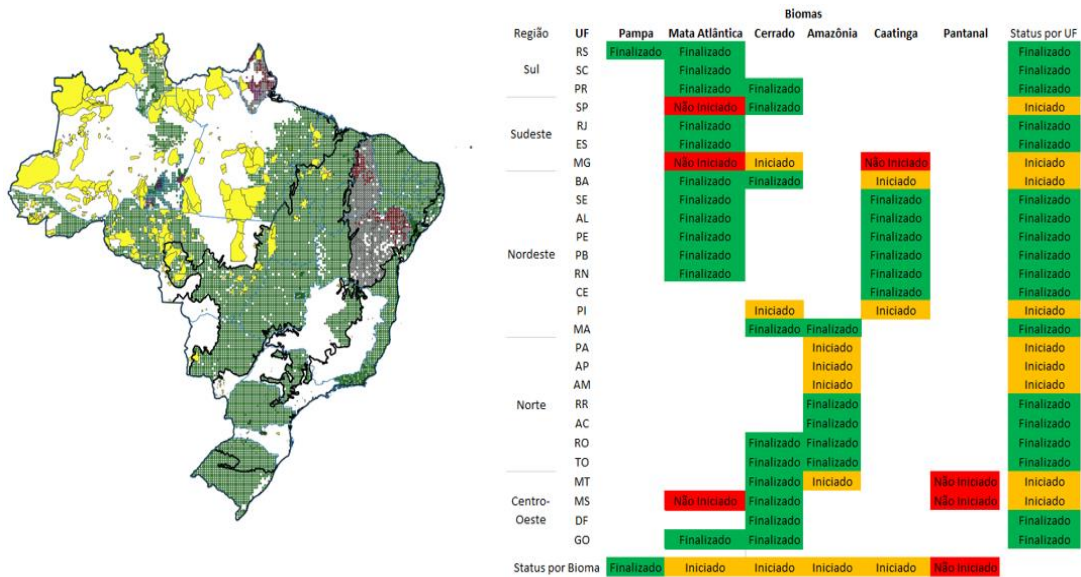 Biomas
Região UF Pampa Mata Atlântica Cerrado Amazônia Caatinga Pantanal Status por UF
RS Finalizado Finalizado Finalizado
Sul SC Finalizado Finalizado
PR Finalizado Finalizado Finalizado
SP Não Iniciado Finalizado Iniciado
Sudeste RJ Finalizado Finalizado
ES Finalizado Finalizado
MG Não Iniciado Iniciado Não Iniciado Iniciado
BA Finalizado Finalizado Iniciado Iniciado
SE Finalizado Finalizado Finalizado
AL Finalizado Finalizado Finalizado
PE Finalizado Finalizado Finalizado
Nordeste PB Finalizado Finalizado Finalizado
RN Finalizado Finalizado Finalizado
CE Finalizado Finalizado
PI Iniciado Iniciado Iniciado
MA Finalizado Finalizado Finalizado
PA Iniciado Iniciado
AP Iniciado Iniciado
AM Iniciado Iniciado
Norte RR Finalizado Finalizado
AC Finalizado Finalizado
RO Finalizado Finalizado Finalizado
TO Finalizado Finalizado Finalizado
MT Finalizado Iniciado Não Iniciado Iniciado
Centro- MS Não Iniciado Finalizado Não Iniciado Iniciado
Oeste DF Finalizado Finalizado
GO Finalizado Finalizado Finalizado
Status por Bioma Finalizado Iniciado Iniciado Iniciado Iniciado Não Iniciado